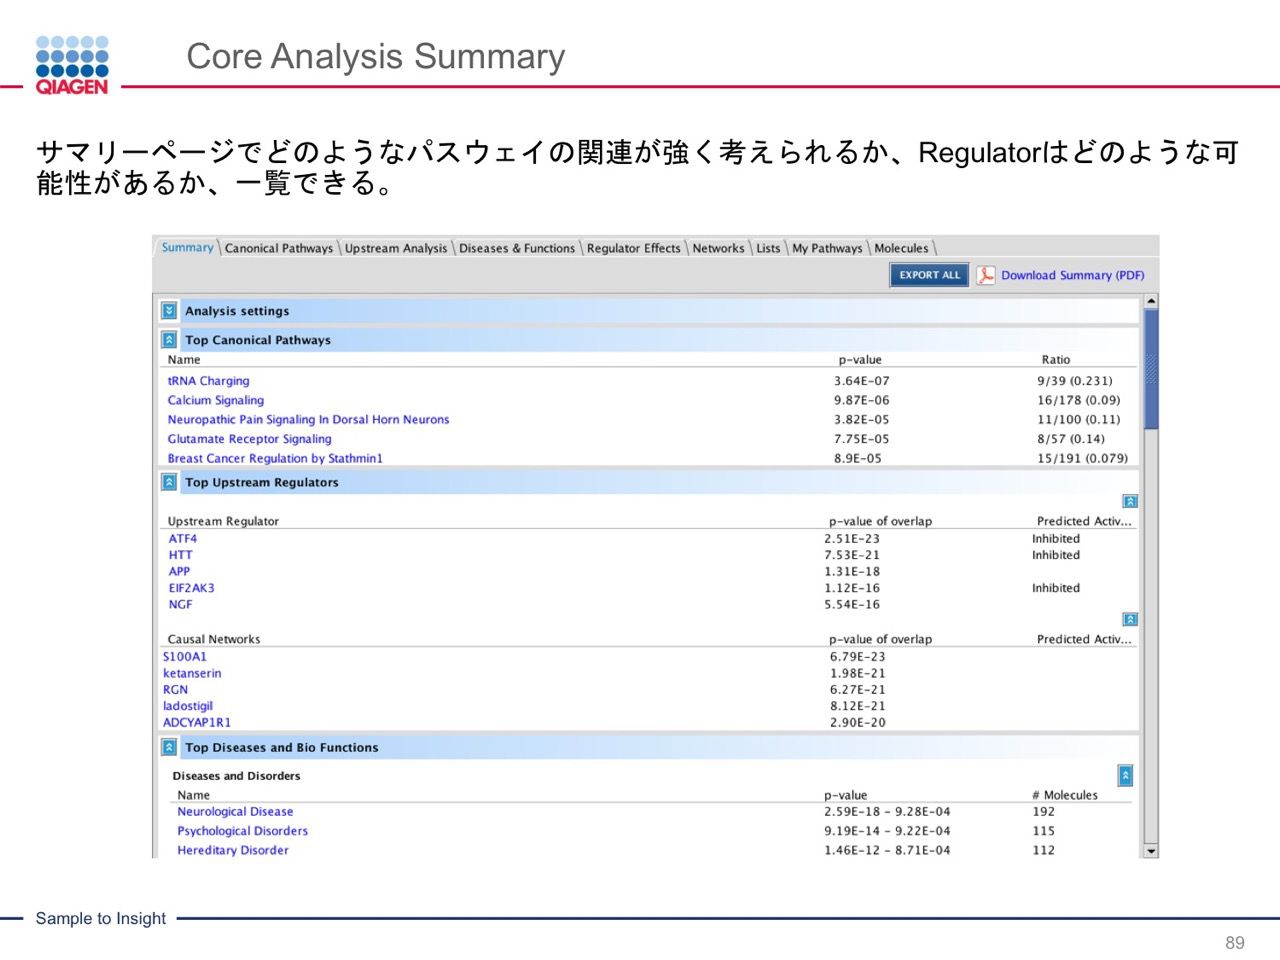 QIAGEN
Core Analysis Summary
サマリーページでどのようなパスウェイの関連が強く考えられるか、Regulatorはどのような可
能性があるか、一覧できる。
Summary Canonical Pathways Upstream Analysis Diseases & Functions Regulator Effects Networks Lists My Pathways Molecules
EXPORT ALL Download Summary (PDF)
Analysis settings
Top Canonical Pathways
Name p-value Ratio
tRNA Charging 3.64E-07 9/39 (0.231)
Calcium Signaling 9.87E-06 16/178 (0.09)
Neuropathic Pain Signaling In Dorsal Horn Neurons 3.82E-05 11/100 (0.11)
Glutamate Receptor Signaling 7.75E-05 8/57 (0.14)
Breast Cancer Regulation by Stathmin1 8.9E-05 15/191 (0.079)
Top Upstream Regulators
Upstream Regulator p-value of overlap Predicted Activ...
ATF4 2.51E-23 Inhibited
HTT 7.53E-21 Inhibited
APP 1.31E-18
EIF2AK3 1.12E-16 Inhibited
NGF 5.54E-16
Causal Networks p-value of overlap Predicted Activ...
S100A1 6.79E-23
ketanserin 1.98E-21
RGN 6.27E-21
ladostigil 8.12E-21
ADCYAP1R1 2.90E-20
Top Diseases and Bio Functions
Diseases and Disorders
Name p-value # Molecules
Neurological Disease 2.59E-18 - 9.28E-04 192
Psychological Disorders 9.19E-14 - 9.22E-04 115
Hereditary Disorder 1.46E-12 - 8.71E-04 112
Sample to Insight
89